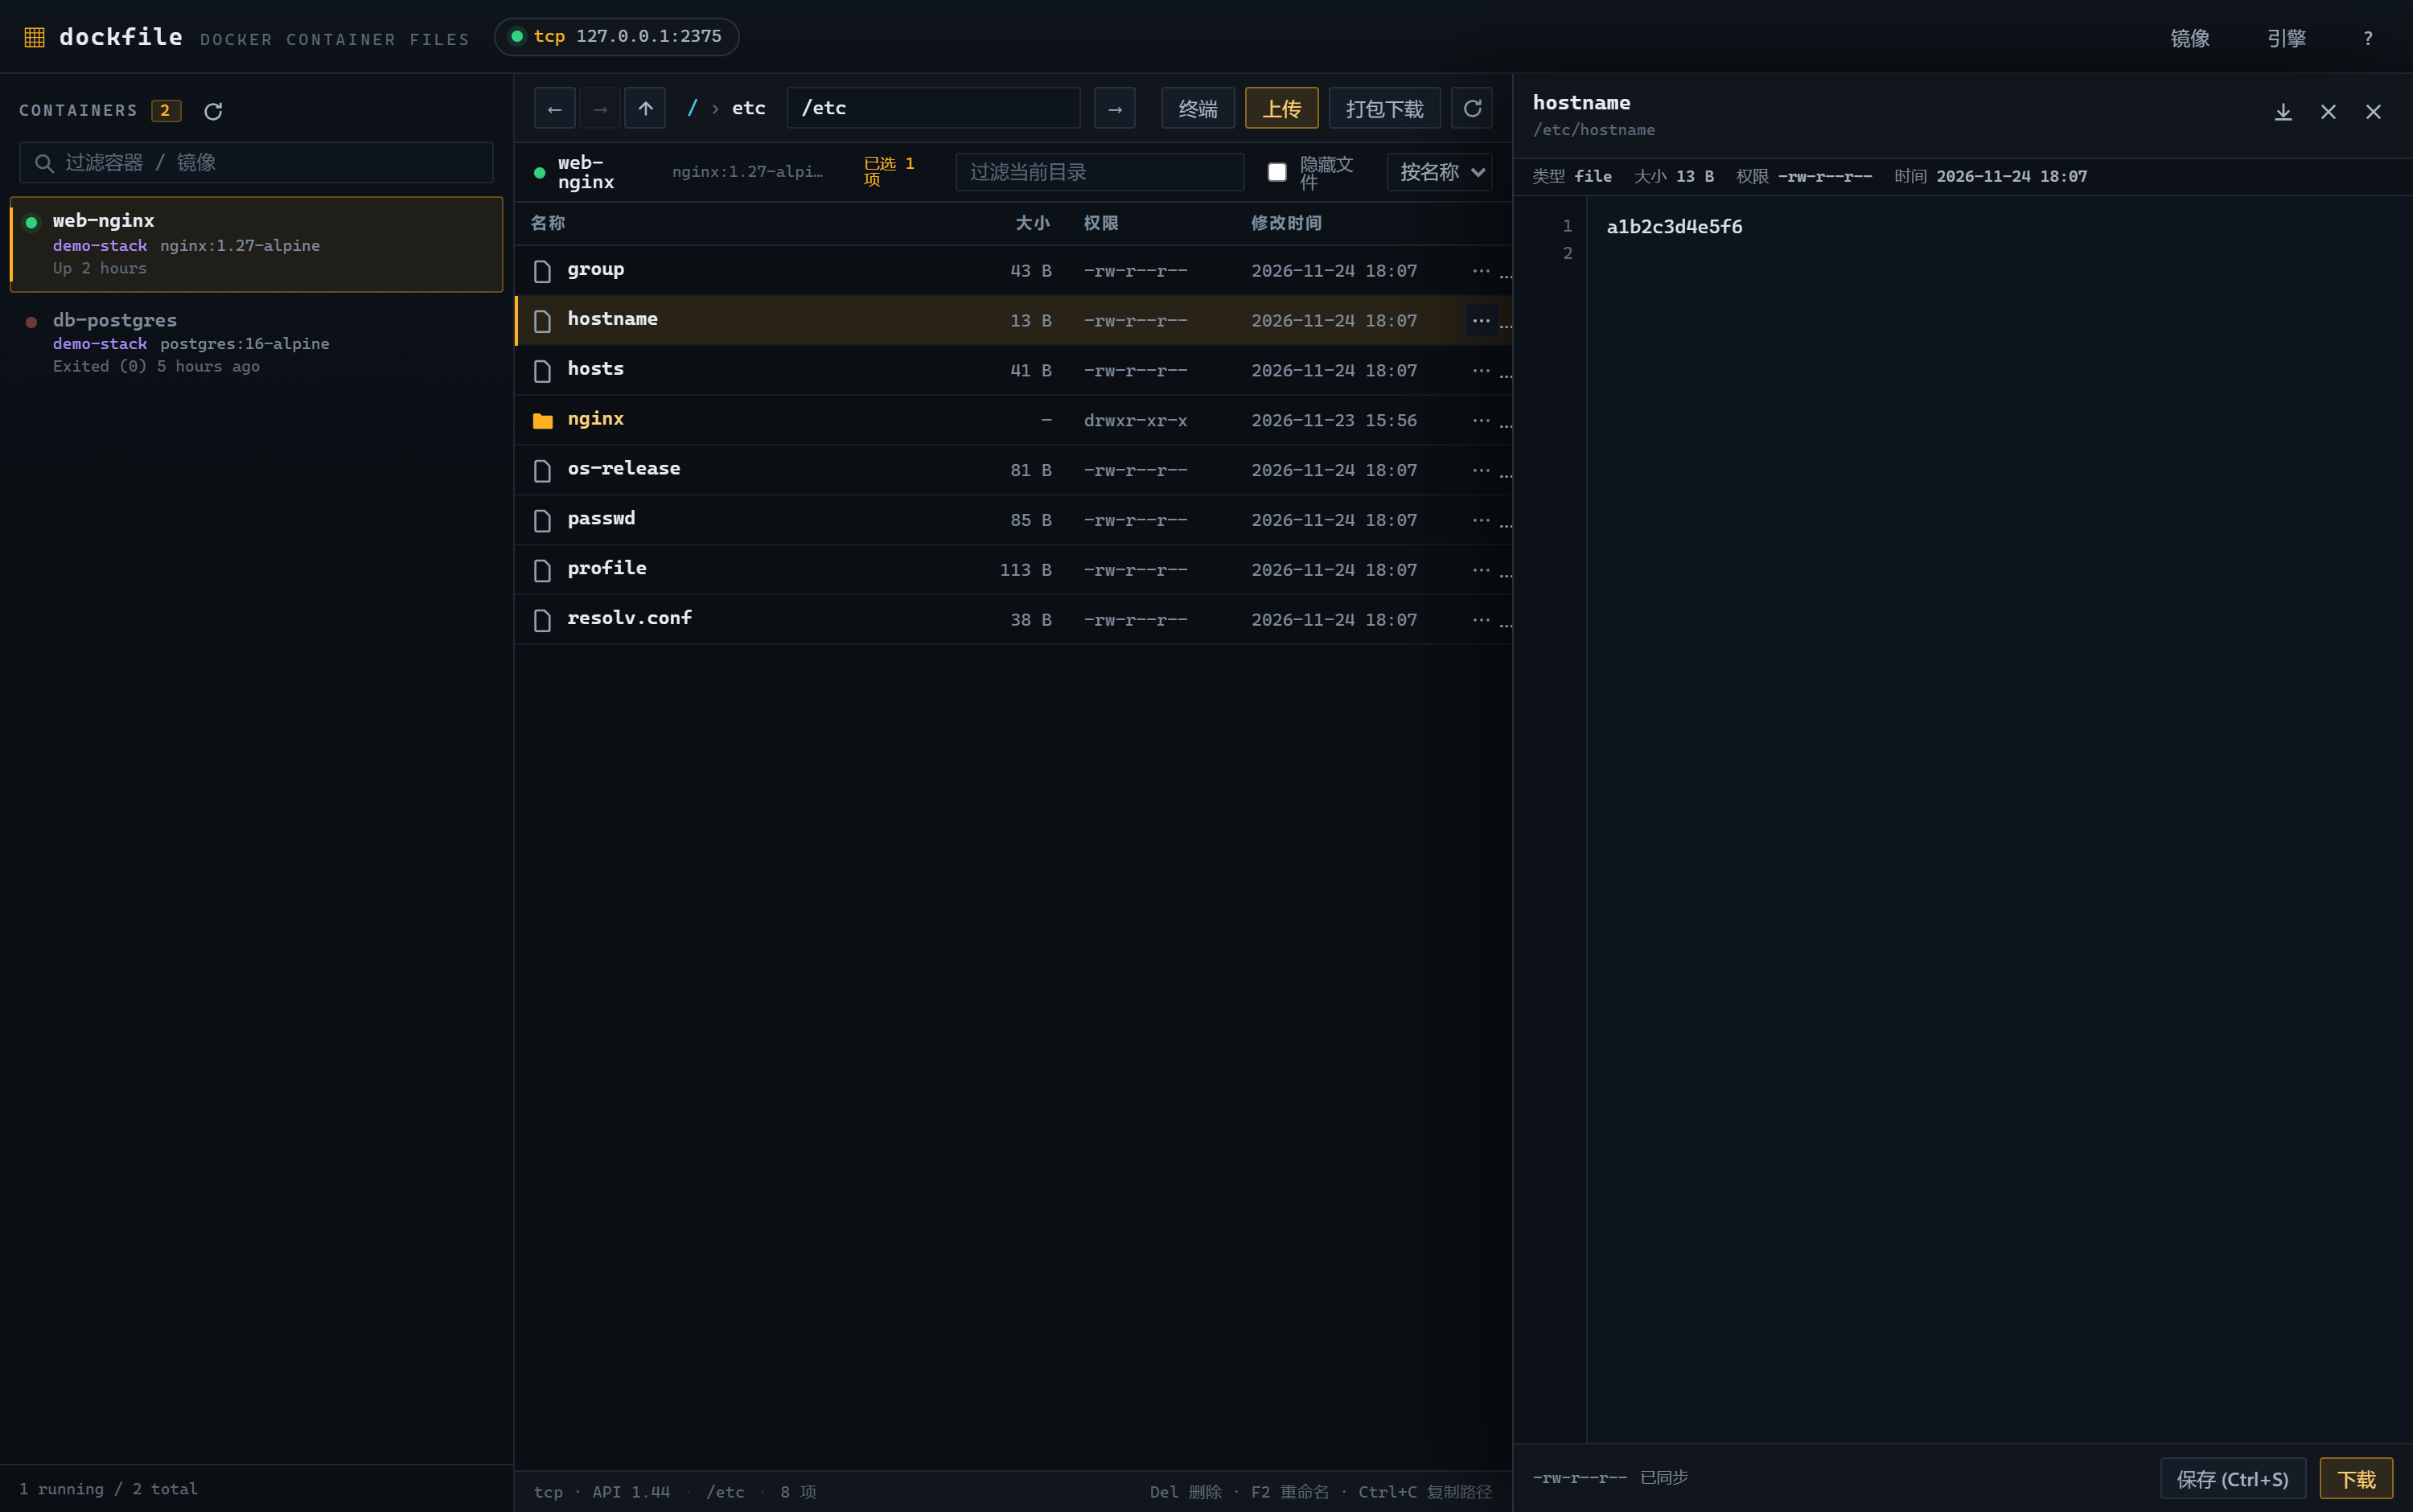 dockfile DOCKER CONTAINER FILES tcp 127.0.0.1:2375 镜像 引擎 ?
CONTAINERS 2
过滤容器 / 镜像
web-nginx
demo-stack nginx:1.27-alpine
Up 2 hours
db-postgres
demo-stack postgres:16-alpine
Exited (0) 5 hours ago
1 running / 2 total
← → ↑ / › etc /etc → 终端 上传 打包下载
web-
nginx
nginx:1.27-alpi…
已选 1
项
过滤当前目录
隐藏文
件
按名称
名称 大小 权限 修改时间
group 43 B -rw-r--r-- 2026-11-24 18:07 ··· …
hostname 13 B -rw-r--r-- 2026-11-24 18:07 ··· …
hosts 41 B -rw-r--r-- 2026-11-24 18:07 ··· …
nginx — drwxr-xr-x 2026-11-23 15:56 ··· …
os-release 81 B -rw-r--r-- 2026-11-24 18:07 ··· …
passwd 85 B -rw-r--r-- 2026-11-24 18:07 ··· …
profile 113 B -rw-r--r-- 2026-11-24 18:07 ··· …
resolv.conf 38 B -rw-r--r-- 2026-11-24 18:07 ··· …
tcp · API 1.44 · /etc · 8 项
Del 删除 · F2 重命名 · Ctrl+C 复制路径
hostname
/etc/hostname
类型 file 大小 13 B 权限 -rw-r--r-- 时间 2026-11-24 18:07
1 a1b2c3d4e5f6
2
-rw-r--r-- 已同步 保存 (Ctrl+S) 下载